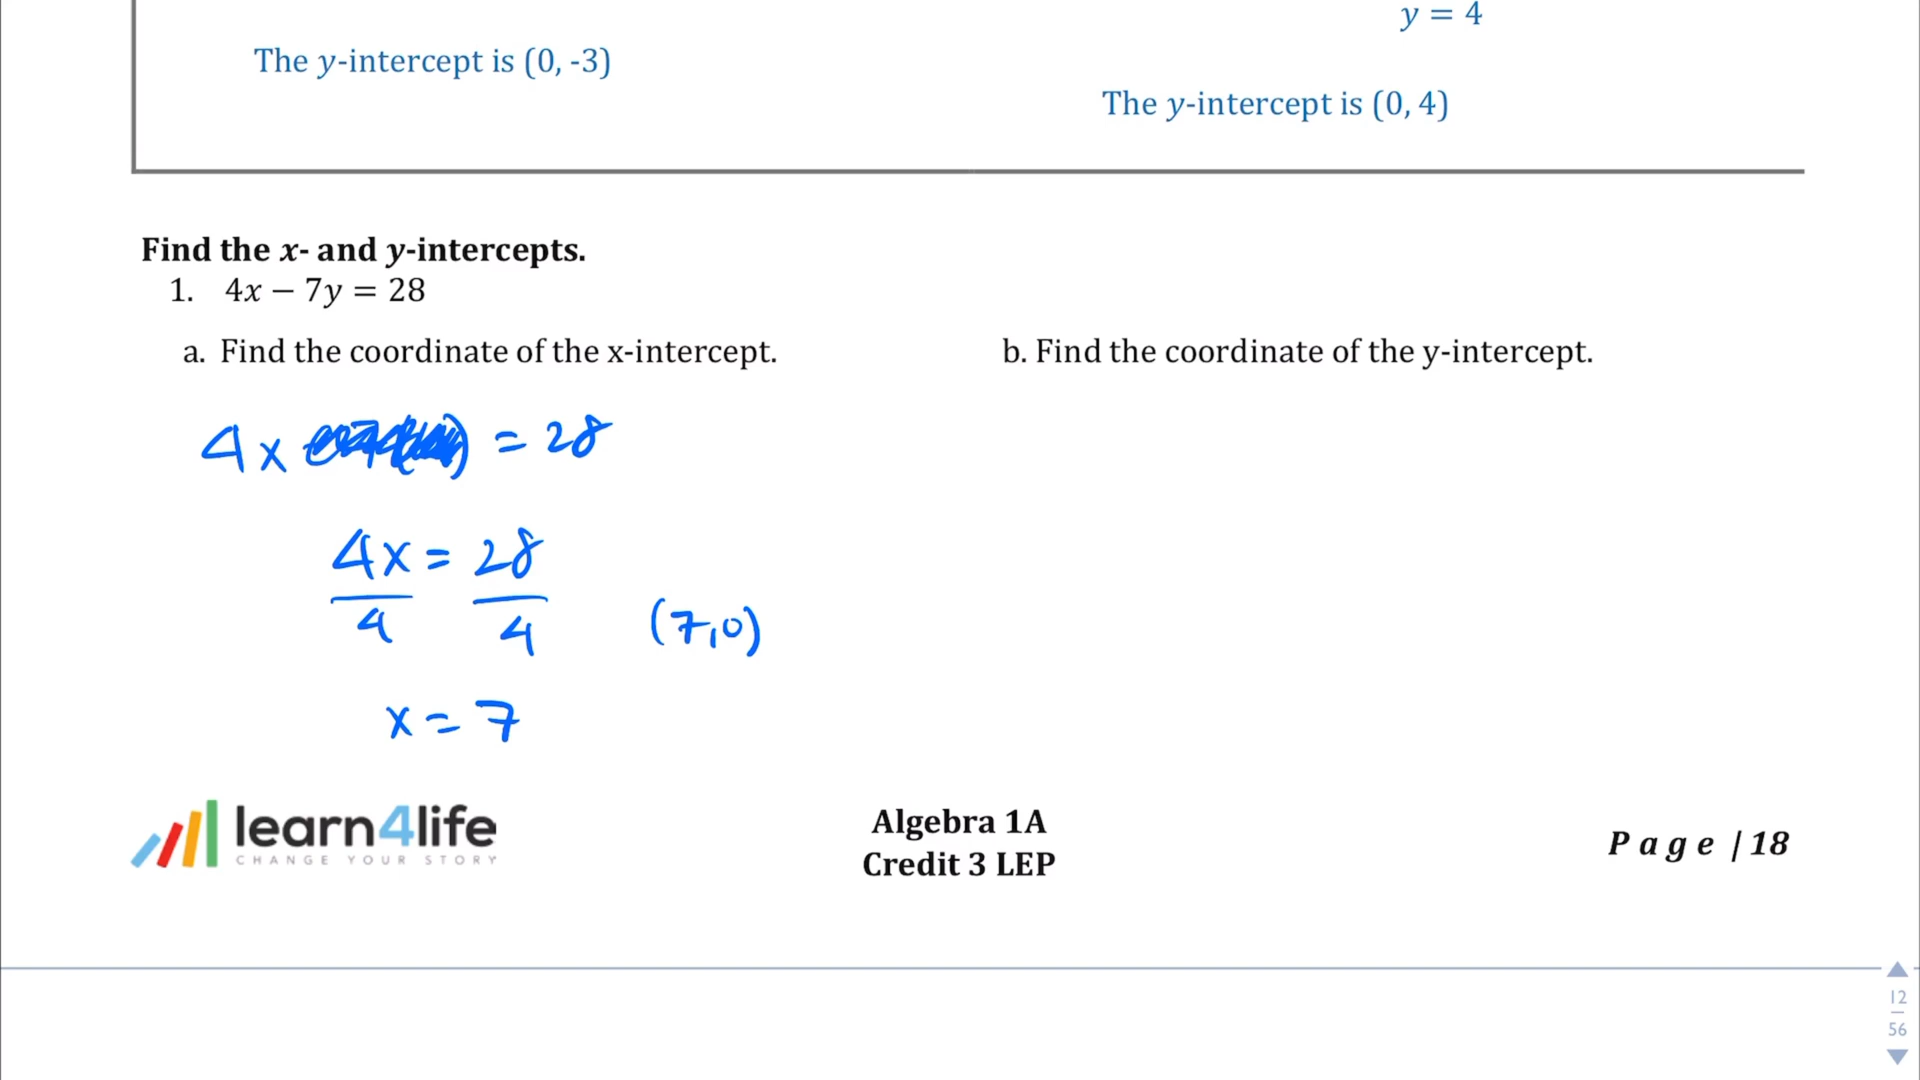 y = 4
The y-intercept is (0, -3)
The y-intercept is (0, 4)
Find the x- and y-intercepts.
1. 4x − 7y = 28
a. Find the coordinate of the x-intercept.
b. Find the coordinate of the y-intercept.
4x = 28
4x = 28
4 4
(7,0)
x = 7
learn4life
CHANGE YOUR STORY
Algebra 1A
Credit 3 LEP
Page | 18
12
56